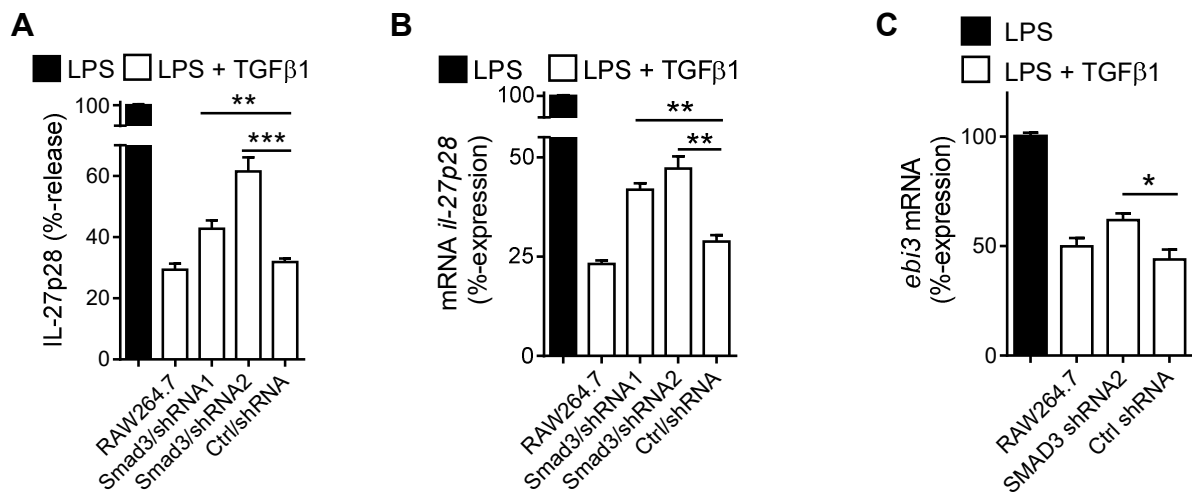 A
LPS LPS + TGFβ1
IL-27p28 (%-release)
100
60
40
20
0
**
***
RAW264.7
Smad3/shRNA1
Smad3/shRNA2
Ctrl/shRNA
B
LPS LPS + TGFβ1
mRNA il-27p28
(%-expression)
100
50
25
0
**
**
RAW264.7
Smad3/shRNA1
Smad3/shRNA2
Ctrl/shRNA
C
LPS
LPS + TGFβ1
ebi3 mRNA
(%-expression)
100
50
0
*
RAW264.7
SMAD3 shRNA2
Ctrl shRNA